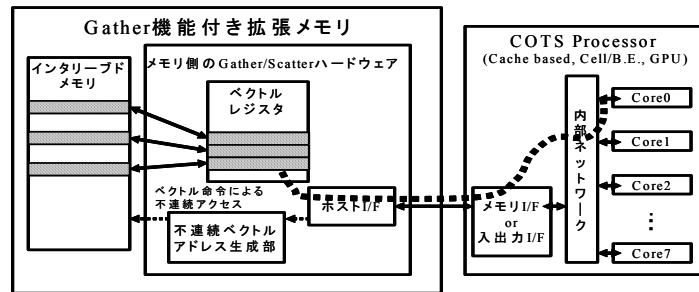 Gather機能付き拡張メモリ
インタリーブド
メモリ
メモリ側のGather/Scatterハードウェア
ベクトル
レジスタ
ベクトル命令による
不連続アクセス
不連続ベクトル
アドレス生成部
ホストI/F
COTS Processor
(Cache based, Cell/B.E., GPU)
メモリI/F
or
入出力I/F
内部ネットワーク
Core0
Core1
Core2
⋮
Core7